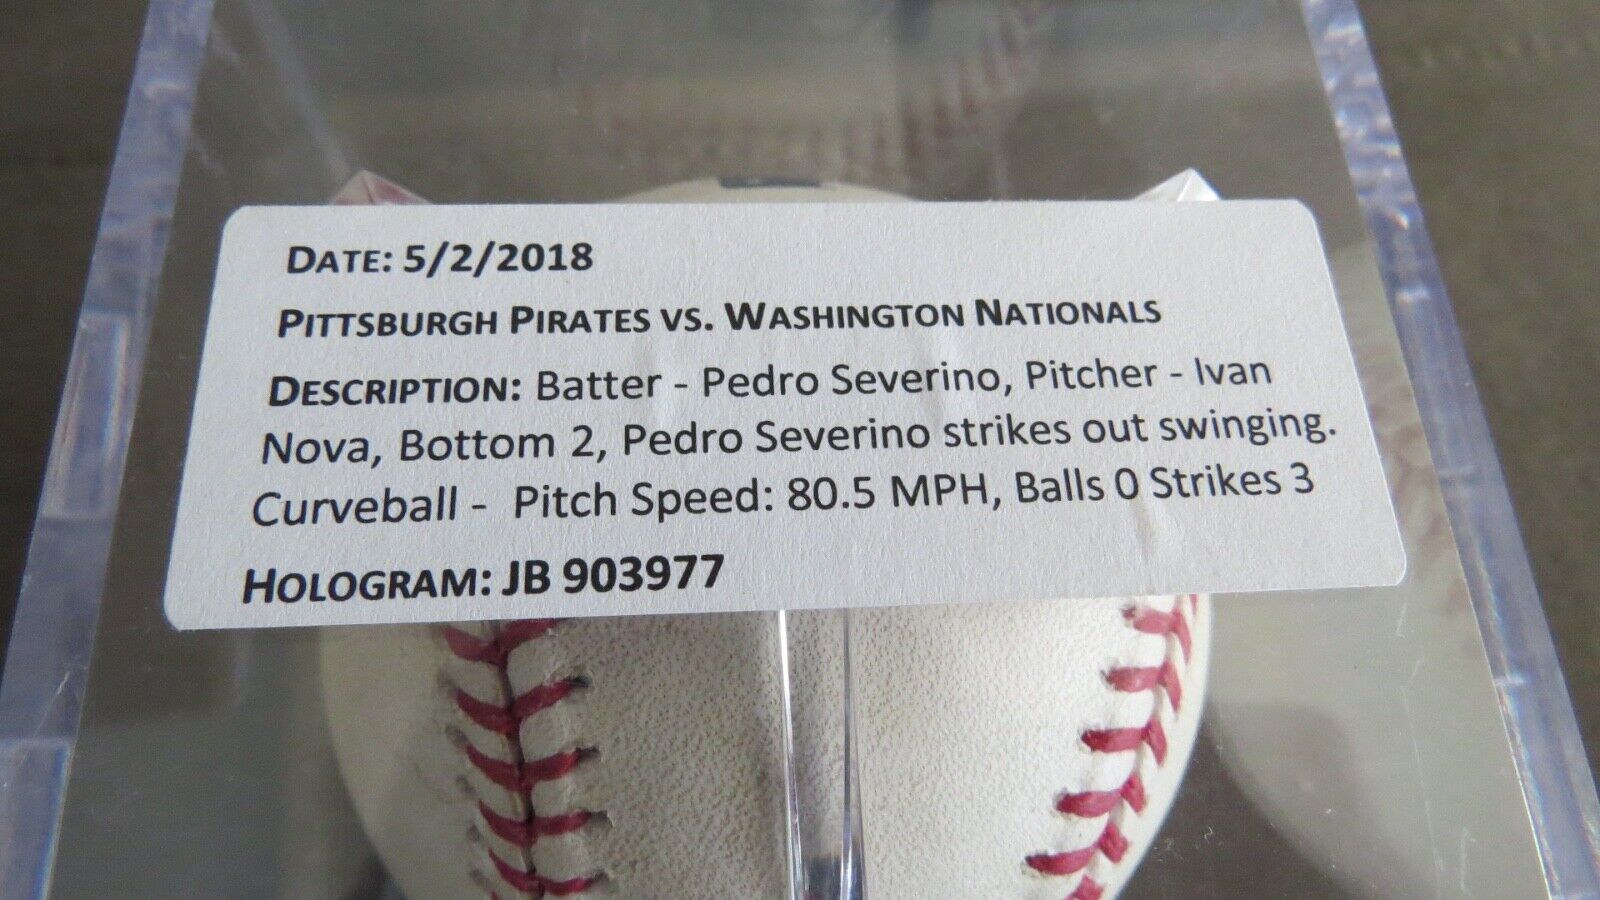 DATE: 5/2/2018
PITTSBURGH PIRATES VS. WASHINGTON NATIONALS
DESCRIPTION: Batter - Pedro Severino, Pitcher - Ivan
Nova, Bottom 2, Pedro Severino strikes out swinging.
Curveball -  Pitch Speed: 80.5 MPH, Balls 0 Strikes 3
HOLOGRAM: JB 903977